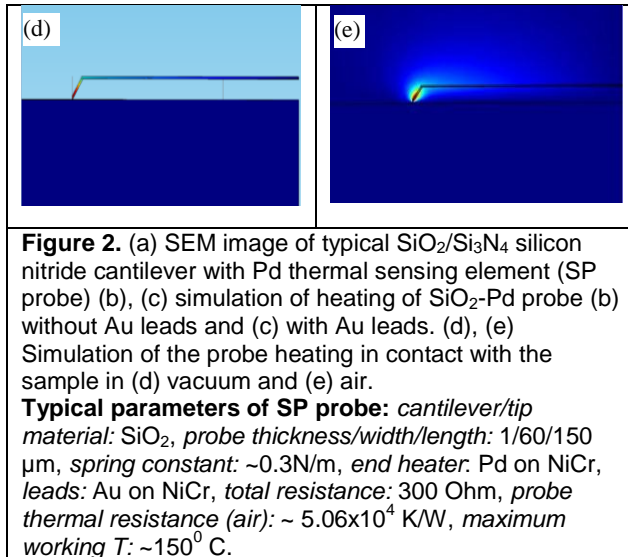 (d)
(e)
Figure 2. (a) SEM image of typical SiO₂/Si₃N₄ silicon
nitride cantilever with Pd thermal sensing element (SP
probe) (b), (c) simulation of heating of SiO₂-Pd probe (b)
without Au leads and (c) with Au leads. (d), (e)
Simulation of the probe heating in contact with the
sample in (d) vacuum and (e) air.
Typical parameters of SP probe: cantilever/tip
material: SiO₂, probe thickness/width/length: 1/60/150
μm, spring constant: ~0.3N/m, end heater: Pd on NiCr,
leads: Au on NiCr, total resistance: 300 Ohm, probe
thermal resistance (air): ~ 5.06x10⁴ K/W, maximum
working T: ~150⁰ C.